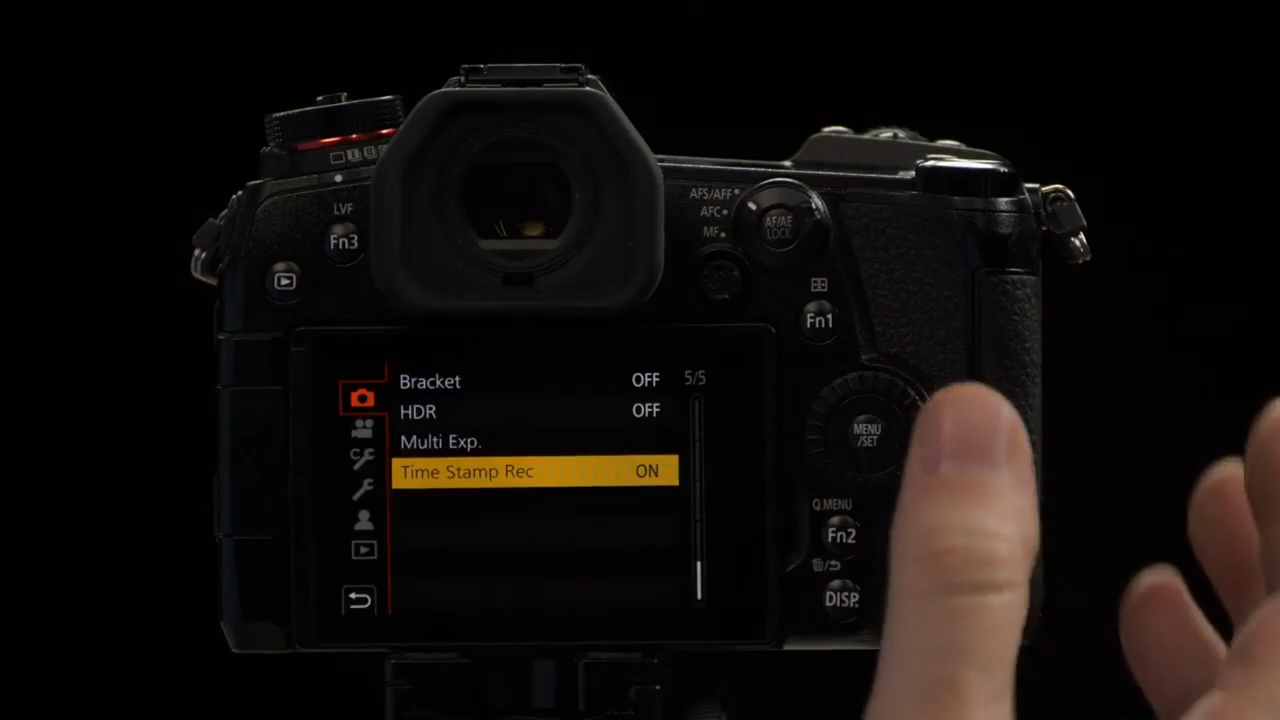 LVF
Fn3
AFS/AFF
AFC
MF
AF/AE
LOCK
Fn1
Bracket OFF 5/5
HDR OFF
Multi Exp.
Time Stamp Rec ON
MENU
/SET
Q.MENU
Fn2
DISP.